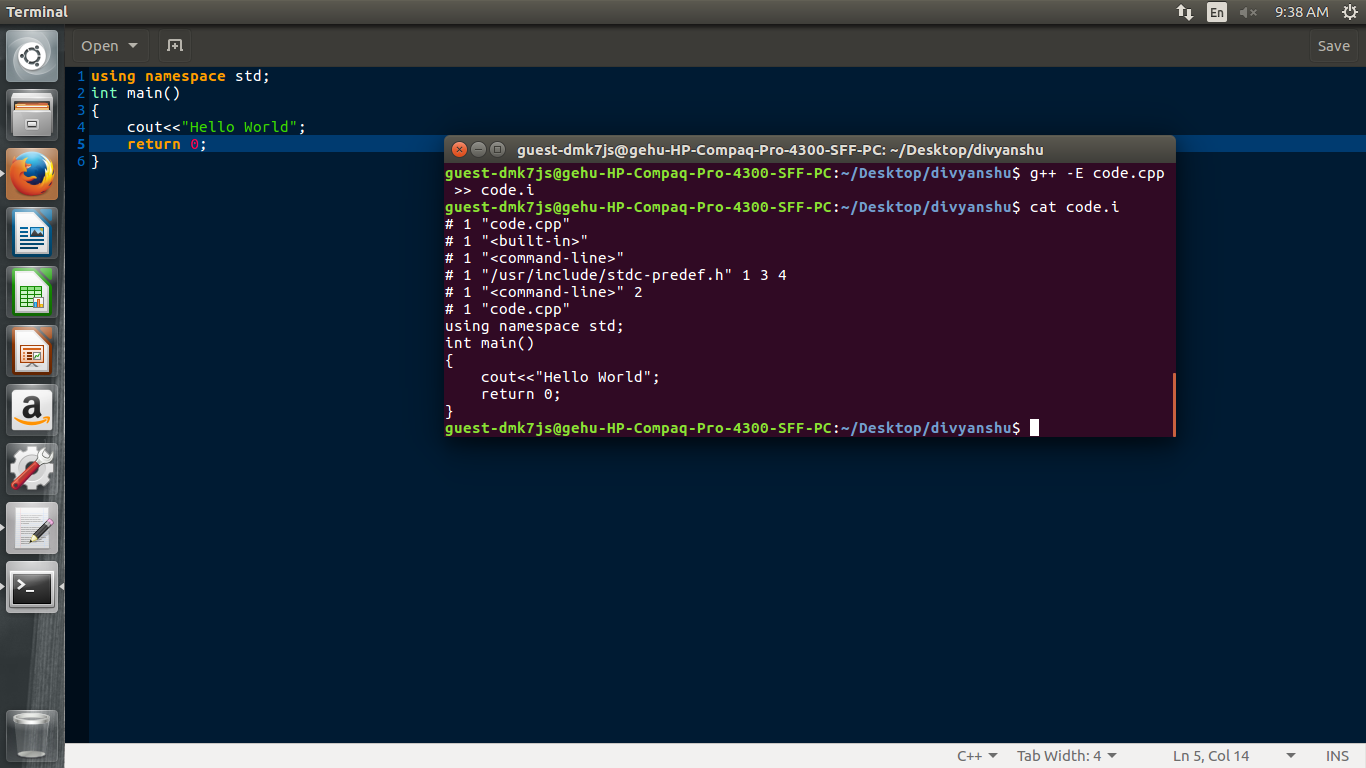 Terminal
En
9:38 AM
Open
Save
1 using namespace std;
2 int main()
3 {
4     cout<<"Hello World";
5     return 0;
6 }
guest-dmk7js@gehu-HP-Compaq-Pro-4300-SFF-PC: ~/Desktop/divyanshu
guest-dmk7js@gehu-HP-Compaq-Pro-4300-SFF-PC:~/Desktop/divyanshu$ g++ -E code.cpp
 >> code.i
guest-dmk7js@gehu-HP-Compaq-Pro-4300-SFF-PC:~/Desktop/divyanshu$ cat code.i
# 1 "code.cpp"
# 1 "<built-in>"
# 1 "<command-line>"
# 1 "/usr/include/stdc-predef.h" 1 3 4
# 1 "<command-line>" 2
# 1 "code.cpp"
using namespace std;
int main()
{
    cout<<"Hello World";
    return 0;
}
guest-dmk7js@gehu-HP-Compaq-Pro-4300-SFF-PC:~/Desktop/divyanshu$
a
>_
C++
Tab Width: 4
Ln 5, Col 14
INS